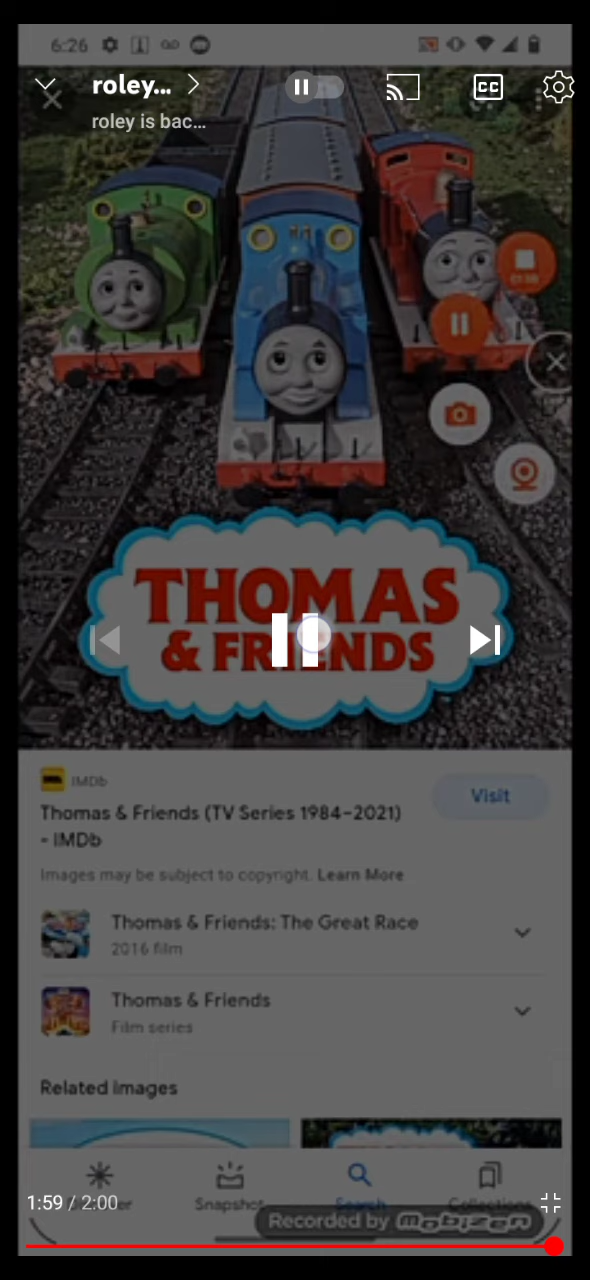 6:26
roley...
CC
roley is bac...
THOMAS
& FRIENDS
IMDb
Visit
Thomas & Friends (TV Series 1984–2021)
- IMDb
Images may be subject to copyright. Learn More
Thomas & Friends: The Great Race
2016 film
Thomas & Friends
Film series
Related images
1:59 / 2:00
Snapshot
Search
Collections
Recorded by mobizen